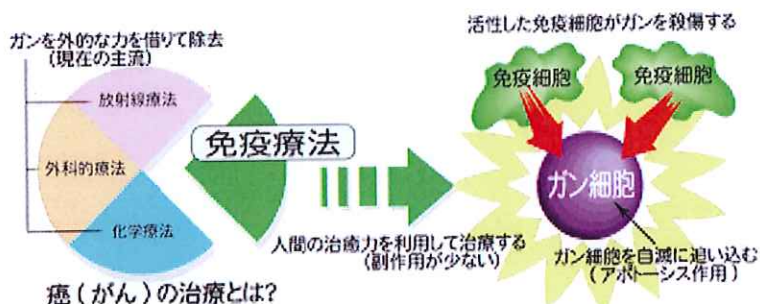 ガンを外的な力を借りて除去
(現在の主流)
放射線療法
外科的療法
化学療法
免疫療法
人間の治癒力を利用して治療する
(副作用が少ない)
癌(がん)の治療とは?
活性した免疫細胞がガンを殺傷する
免疫細胞
免疫細胞
ガン細胞
ガン細胞を自滅に追い込む
(アポトーシス作用)